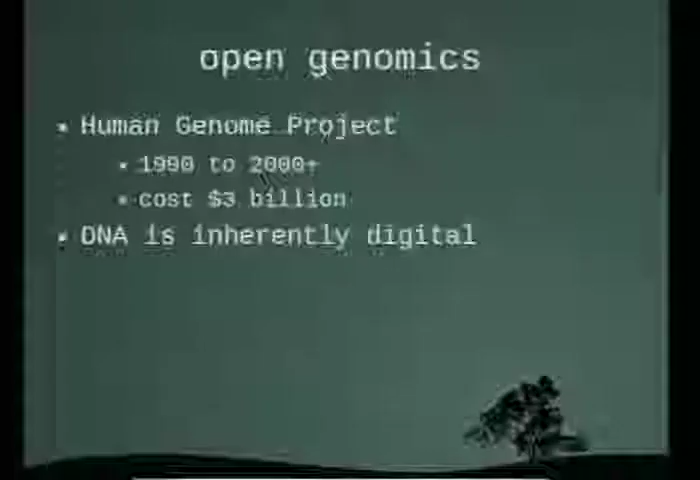 open genomics
▪ Human Genome Project
▪ 1990 to 2000+
▪ cost $3 billion
▪ DNA is inherently digital